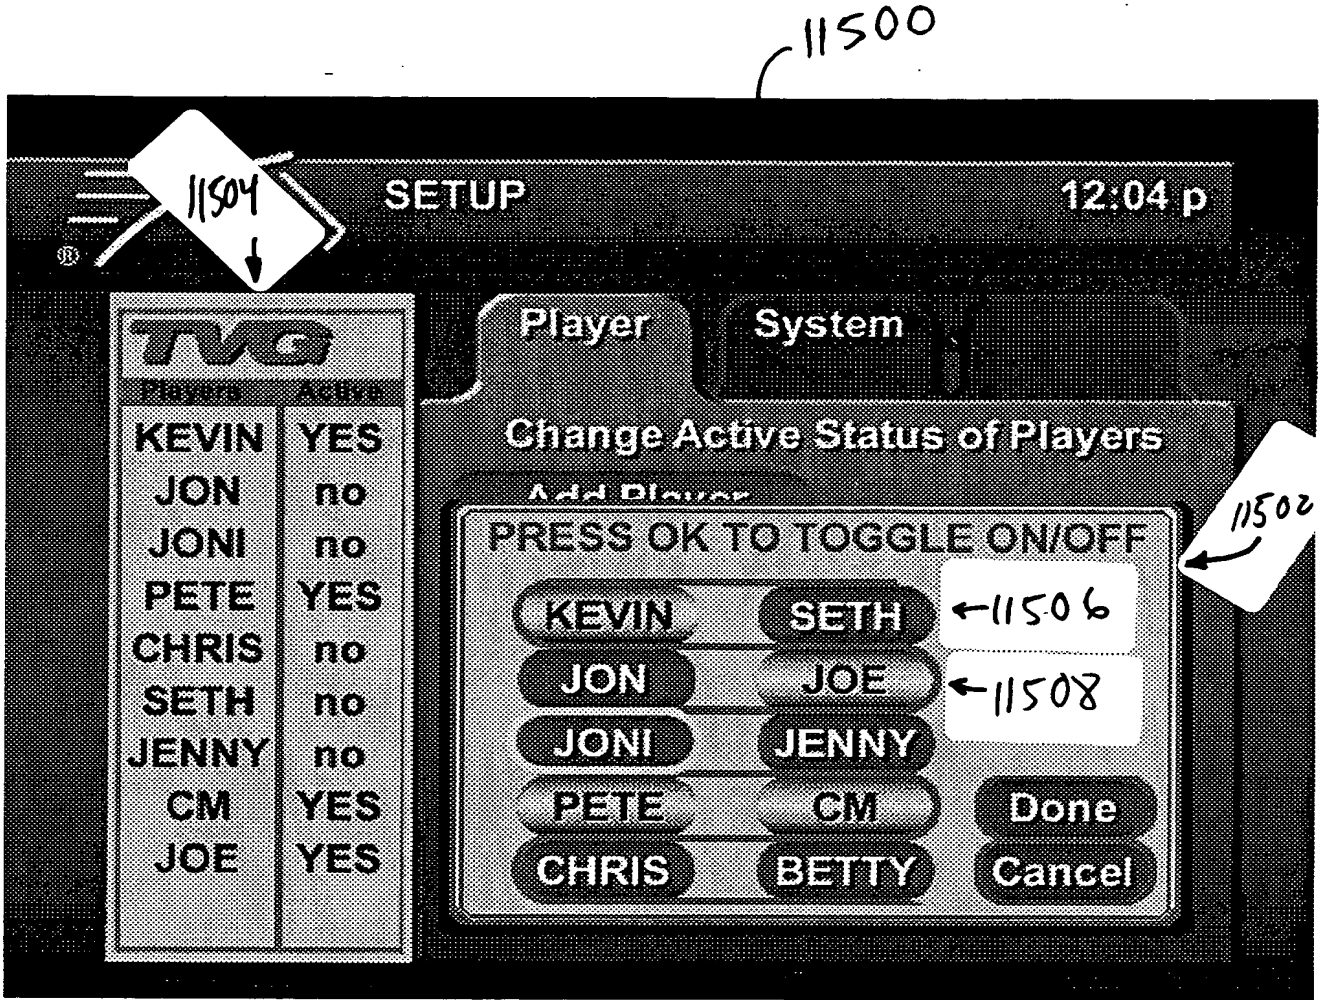 11500
11504
SETUP
12:04 p
®
TVG
Player
System
Players Active
KEVIN YES
JON no
JONI no
PETE YES
CHRIS no
SETH no
JENNY no
CM YES
JOE YES
Change Active Status of Players
Add Player
11502
PRESS OK TO TOGGLE ON/OFF
KEVIN SETH ←11506
JON JOE ←11508
JONI JENNY
PETE CM Done
CHRIS BETTY Cancel